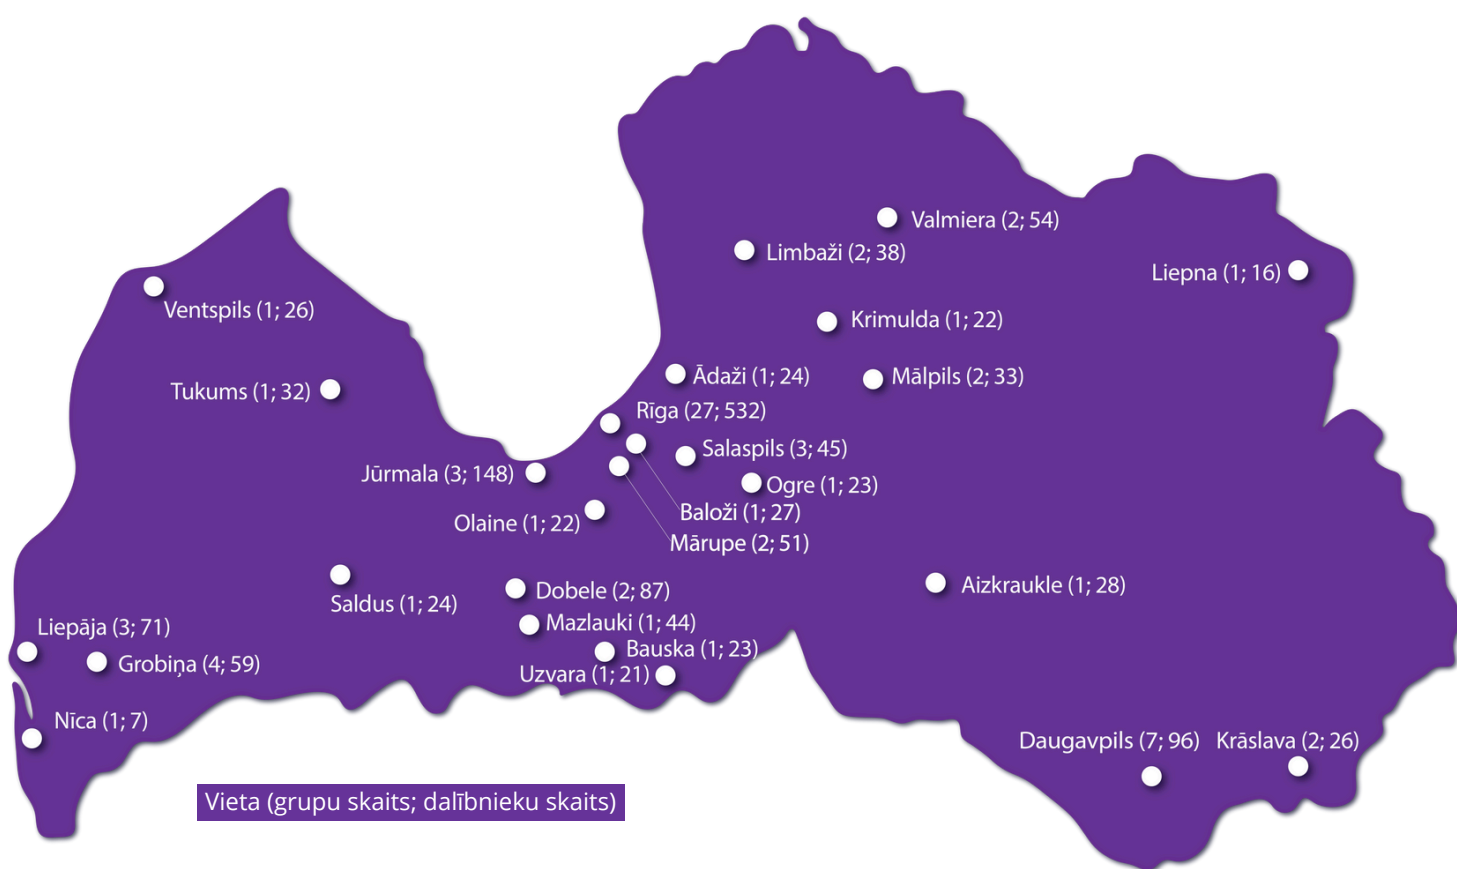 Valmiera (2; 54)
Limbaži (2; 38)
Liepna (1; 16)
Ventspils (1; 26)
Krimulda (1; 22)
Ādaži (1; 24)
Mālpils (2; 33)
Tukums (1; 32)
Rīga (27; 532)
Salaspils (3; 45)
Jūrmala (3; 148)
Ogre (1; 23)
Baloži (1; 27)
Olaine (1; 22)
Mārupe (2; 51)
Aizkraukle (1; 28)
Dobele (2; 87)
Saldus (1; 24)
Mazlauki (1; 44)
Liepāja (3; 71)
Bauska (1; 23)
Grobiņa (4; 59)
Uzvara (1; 21)
Nīca (1; 7)
Daugavpils (7; 96)
Krāslava (2; 26)
Vieta (grupu skaits; dalībnieku skaits)